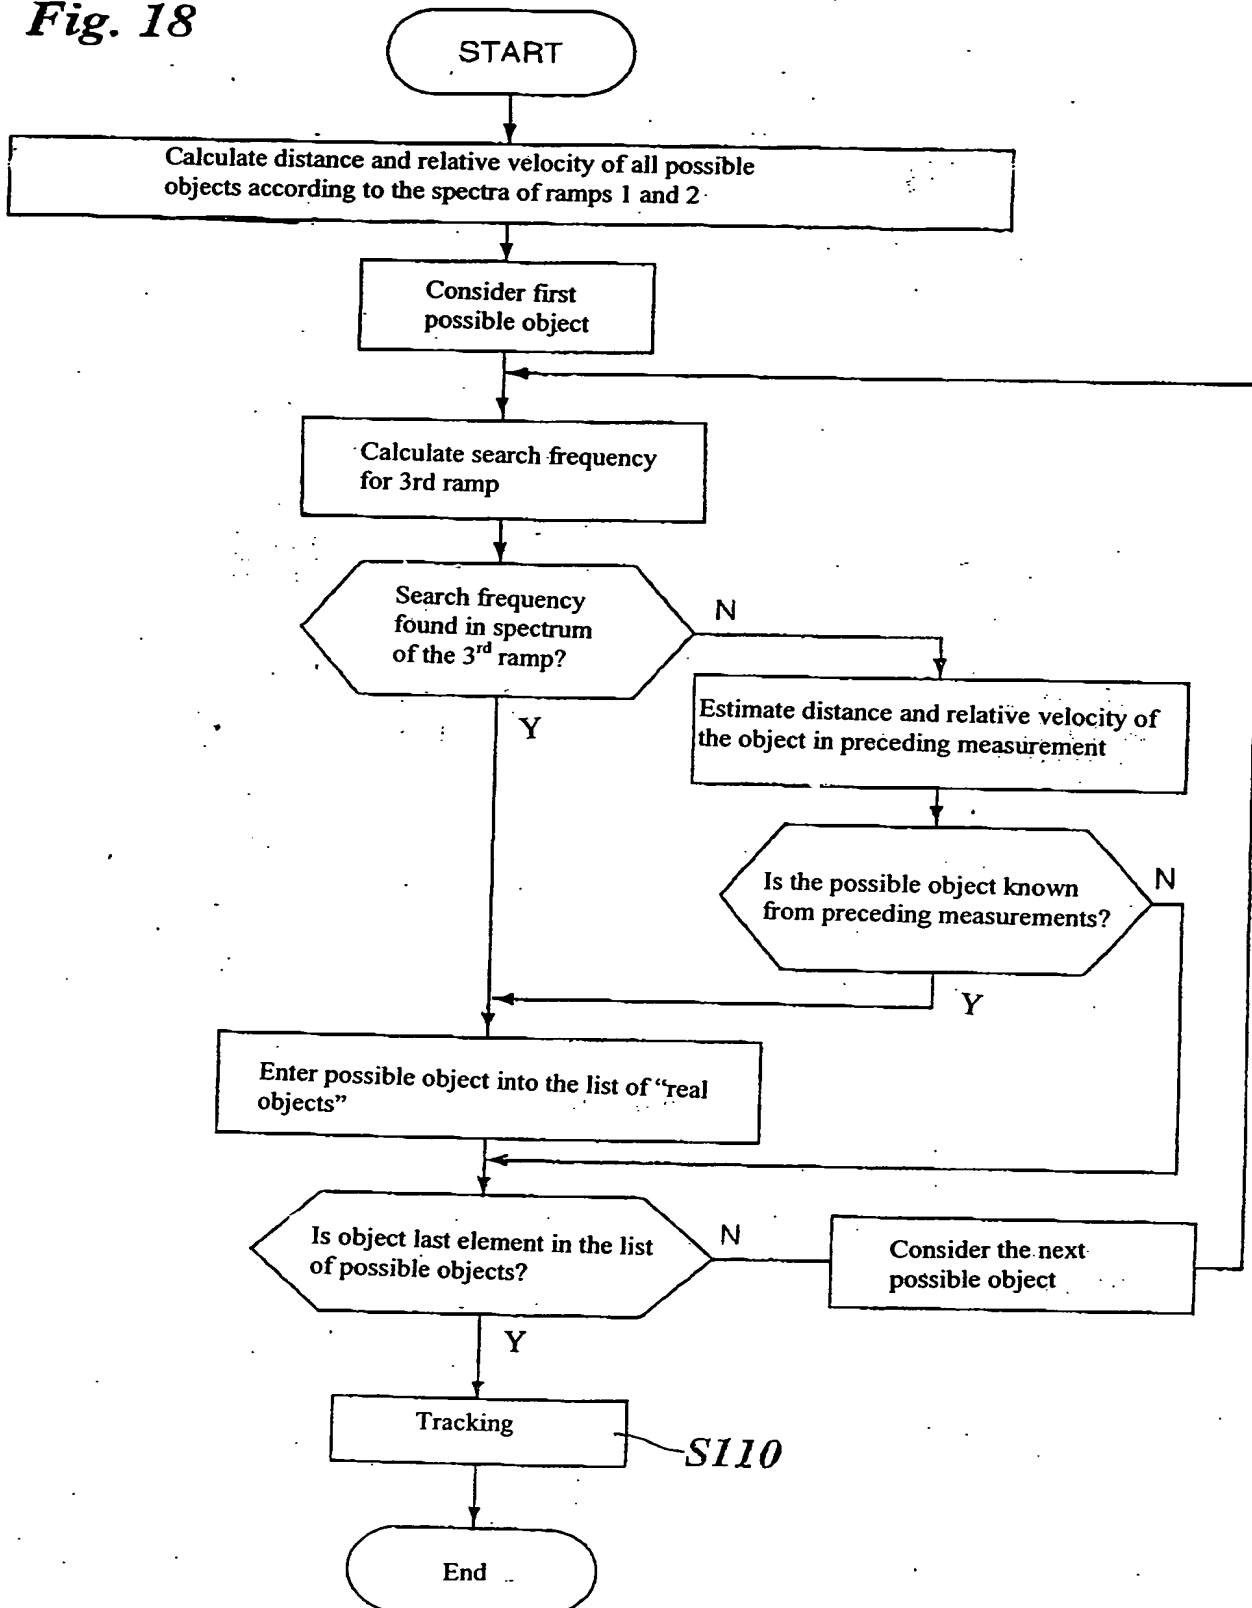 Fig. 18
START
Calculate distance and relative velocity of all possible
objects according to the spectra of ramps 1 and 2
Consider first
possible object
Calculate search frequency
for 3rd ramp
Search frequency
found in spectrum
of the 3rd ramp?
N
Y
Estimate distance and relative velocity of
the object in preceding measurement
Is the possible object known
from preceding measurements?
N
Y
Enter possible object into the list of “real
objects”
Is object last element in the list
of possible objects?
N
Consider the next
possible object
Y
Tracking
S110
End